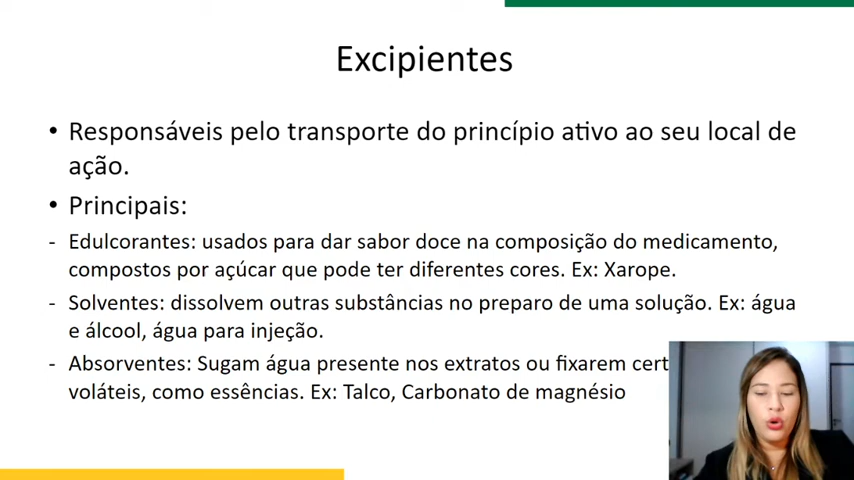 Excipientes
• Responsáveis pelo transporte do princípio ativo ao seu local de
ação.
• Principais:
- Edulcorantes: usados para dar sabor doce na composição do medicamento,
compostos por açúcar que pode ter diferentes cores. Ex: Xarope.
- Solventes: dissolvem outras substâncias no preparo de uma solução. Ex: água
e álcool, água para injeção.
- Absorventes: Sugam água presente nos extratos ou fixarem
voláteis, como essências. Ex: Talco, Carbonato de magnésio